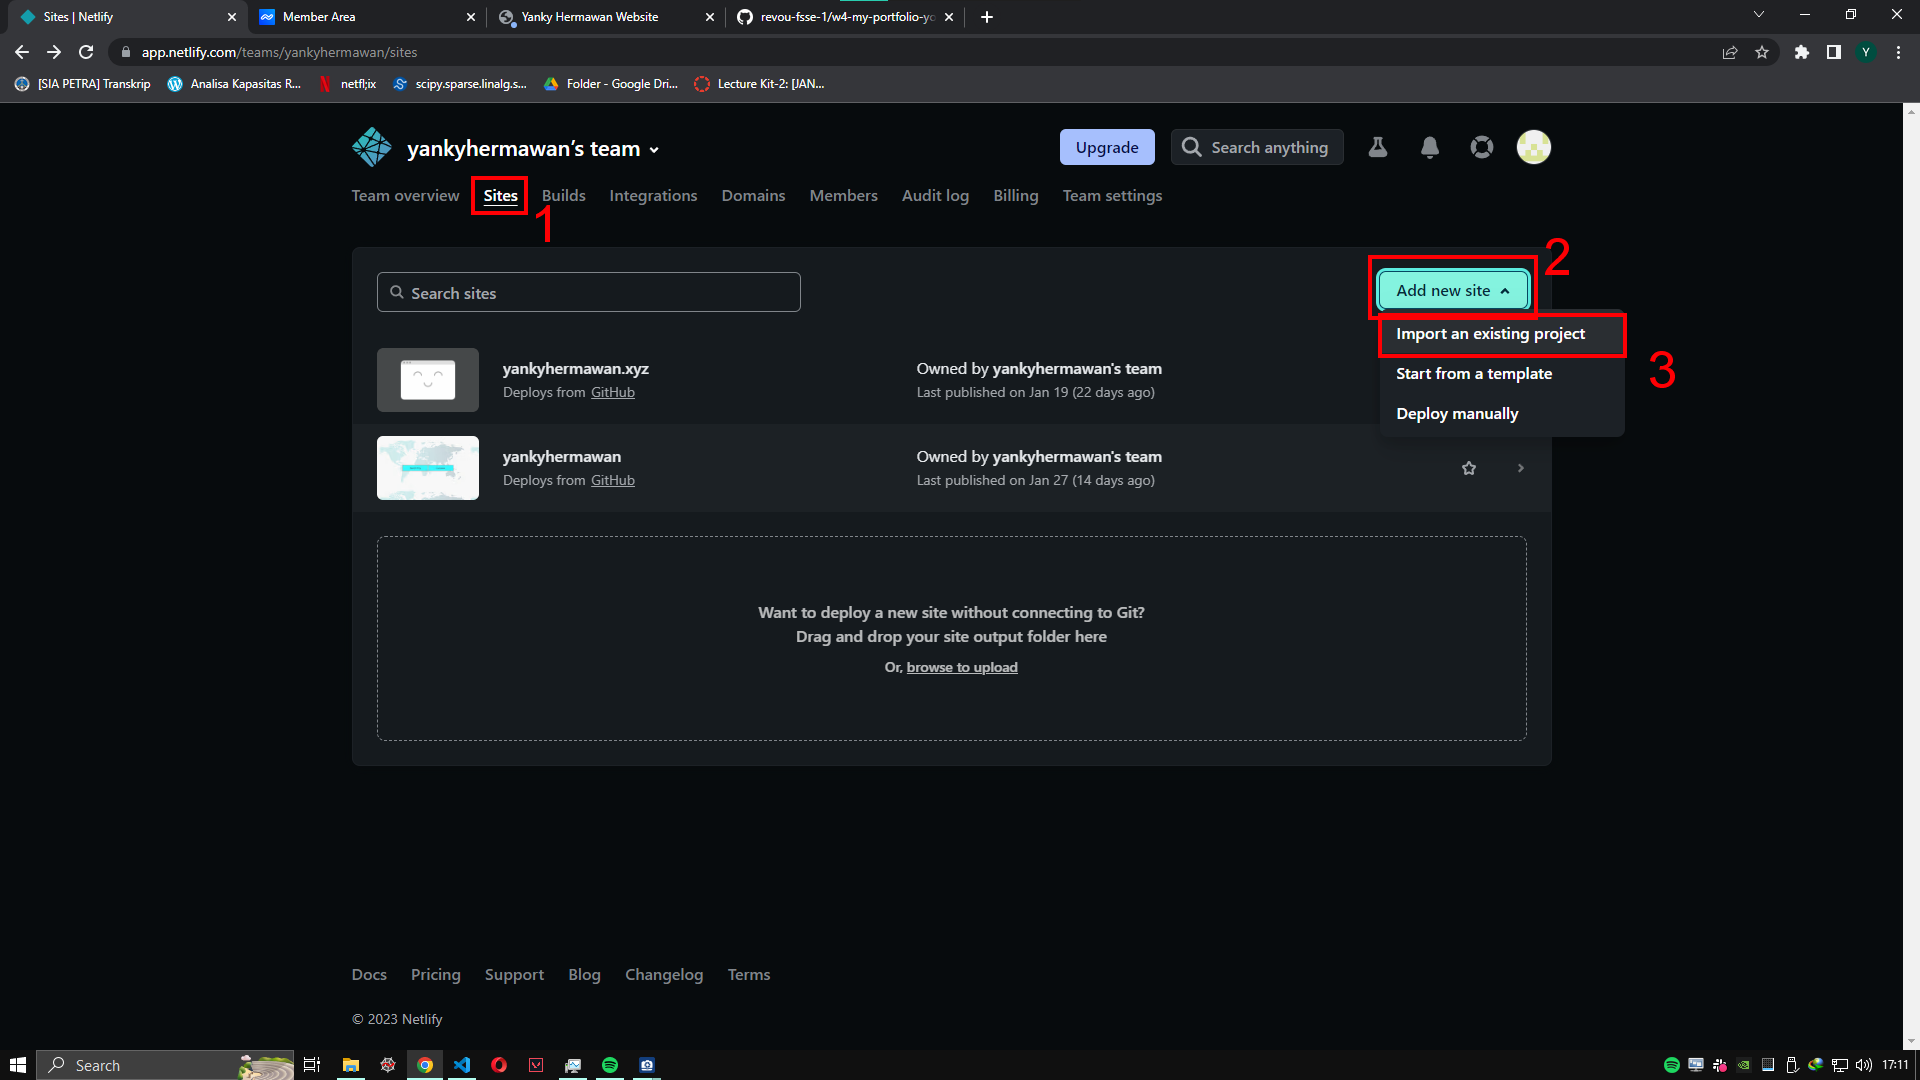 Sites | Netlify
Member Area
Yanky Hermawan Website
revou-fsse-1/w4-my-portfolio-yo
app.netlify.com/teams/yankyhermawan/sites
Y
[SIA PETRA] Transkrip
Analisa Kapasitas R...
netfl;ix
scipy.sparse.linalg.s...
Folder - Google Dri...
Lecture Kit-2: [JAN...
yankyhermawan's team
Upgrade
Search anything
Team overview
Sites
Builds
Integrations
Domains
Members
Audit log
Billing
Team settings
1
2
Search sites
Add new site
Import an existing project
3
Start from a template
Deploy manually
yankyhermawan.xyz
Deploys from GitHub
Owned by yankyhermawan's team
Last published on Jan 19 (22 days ago)
yankyhermawan
Deploys from GitHub
Owned by yankyhermawan's team
Last published on Jan 27 (14 days ago)
Want to deploy a new site without connecting to Git?
Drag and drop your site output folder here
Or, browse to upload
Docs
Pricing
Support
Blog
Changelog
Terms
© 2023 Netlify
Search
17:11